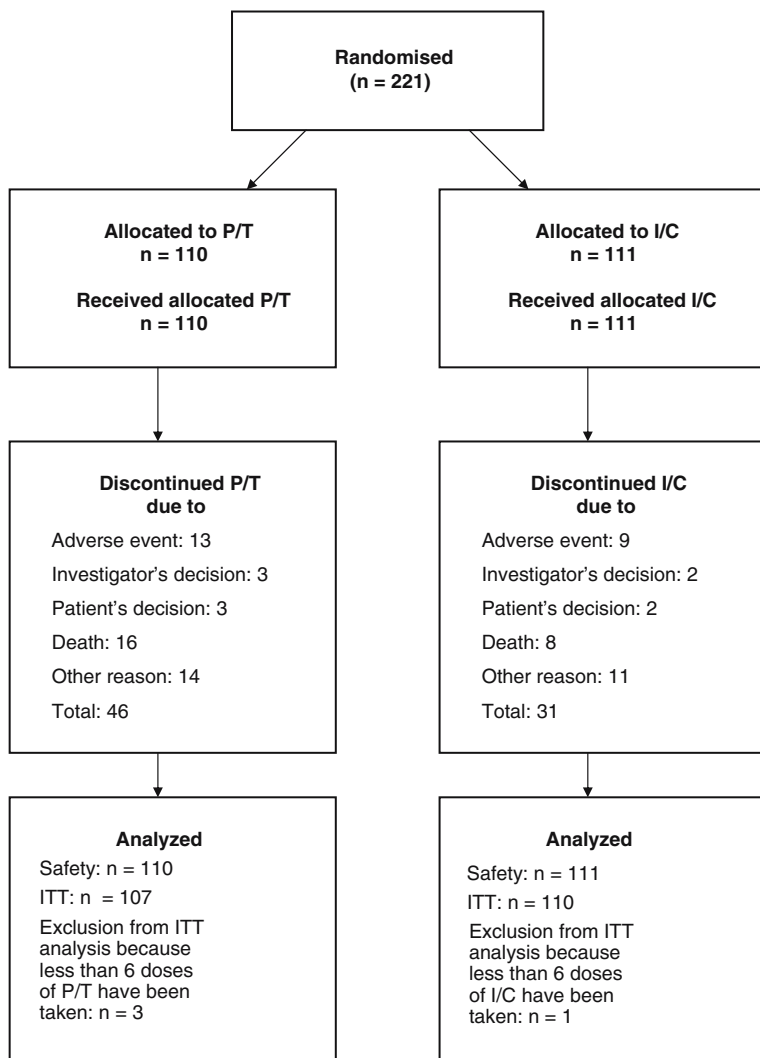 Randomised
(n = 221)
Allocated to P/T
n = 110
Received allocated P/T
n = 110
Allocated to I/C
n = 111
Received allocated I/C
n = 111
Discontinued P/T
due to
Adverse event: 13
Investigator's decision: 3
Patient's decision: 3
Death: 16
Other reason: 14
Total: 46
Discontinued I/C
due to
Adverse event: 9
Investigator's decision: 2
Patient's decision: 2
Death: 8
Other reason: 11
Total: 31
Analyzed
Safety: n = 110
ITT: n = 107
Exclusion from ITT
analysis because
less than 6 doses
of P/T have been
taken: n = 3
Analyzed
Safety: n = 111
ITT: n = 110
Exclusion from ITT
analysis because
less than 6 doses
of I/C have been
taken: n = 1